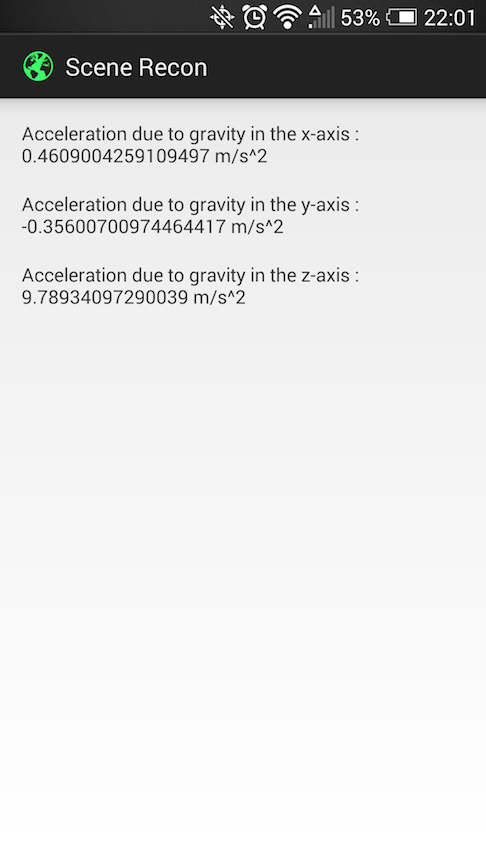 53% 22:01
Scene Recon
Acceleration due to gravity in the x-axis :
0.4609004259109497 m/s^2
Acceleration due to gravity in the y-axis :
-0.35600700974464417 m/s^2
Acceleration due to gravity in the z-axis :
9.78934097290039 m/s^2